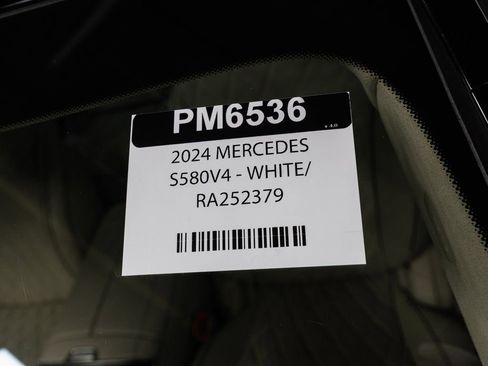 PM6536
2024 MERCEDES
S580V4 - WHITE/
RA252379